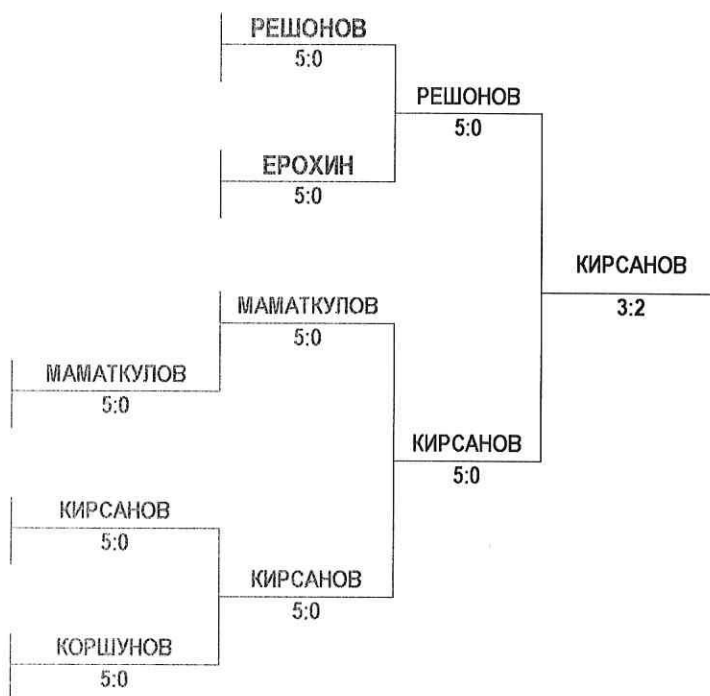 РЕШОНОВ
5:0
РЕШОНОВ
5:0
ЕРОХИН
5:0
КИРСАНОВ
3:2
МАМАТКУЛОВ
5:0
МАМАТКУЛОВ
5:0
КИРСАНОВ
5:0
КИРСАНОВ
5:0
КИРСАНОВ
5:0
КОРШУНОВ
5:0